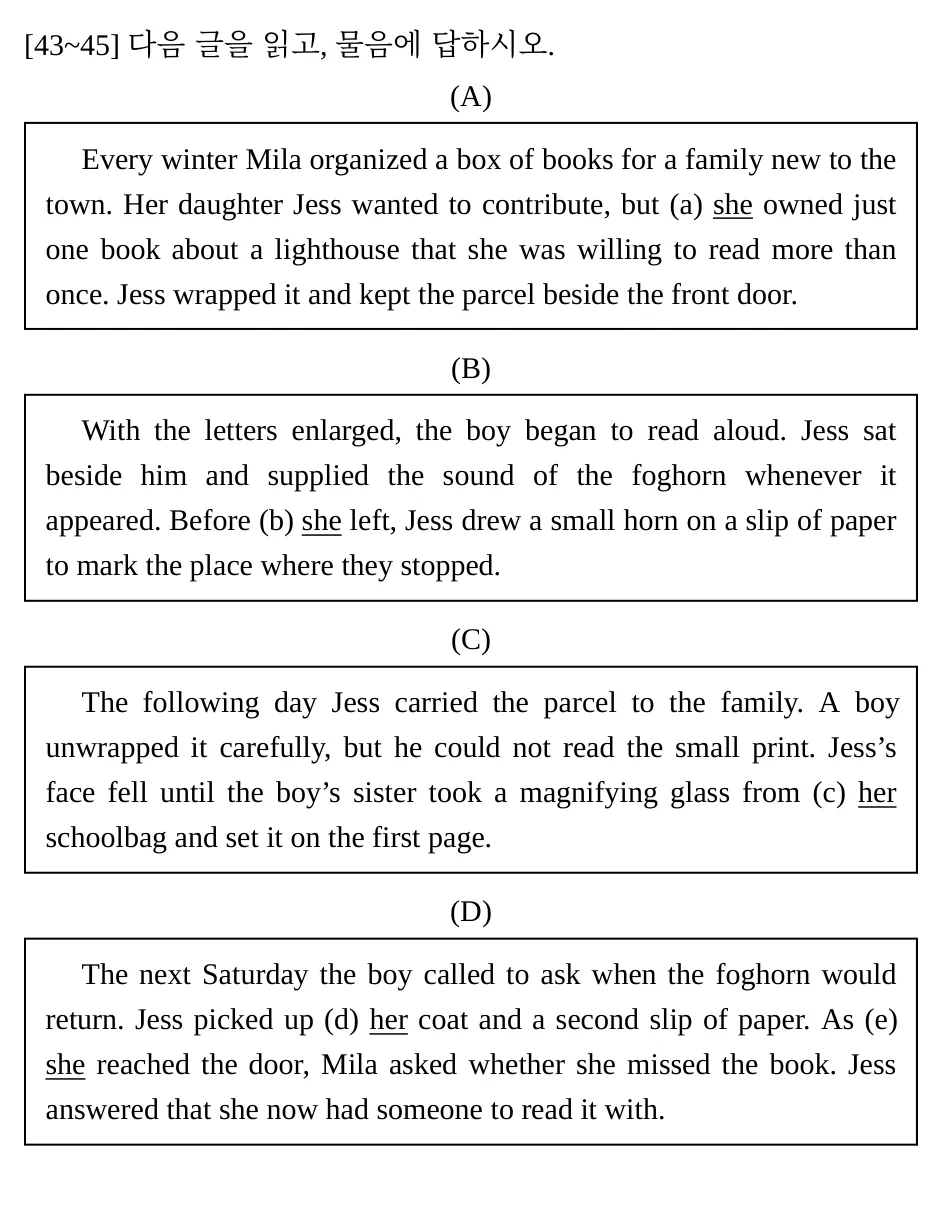 [43~45] 다음 글을 읽고, 물음에 답하시오.
(A)
Every winter Mila organized a box of books for a family new to the
town. Her daughter Jess wanted to contribute, but (a) she owned just
one book about a lighthouse that she was willing to read more than
once. Jess wrapped it and kept the parcel beside the front door.
(B)
With the letters enlarged, the boy began to read aloud. Jess sat
beside him and supplied the sound of the foghorn whenever it
appeared. Before (b) she left, Jess drew a small horn on a slip of paper
to mark the place where they stopped.
(C)
The following day Jess carried the parcel to the family. A boy
unwrapped it carefully, but he could not read the small print. Jess’s
face fell until the boy’s sister took a magnifying glass from (c) her
schoolbag and set it on the first page.
(D)
The next Saturday the boy called to ask when the foghorn would
return. Jess picked up (d) her coat and a second slip of paper. As (e)
she reached the door, Mila asked whether she missed the book. Jess
answered that she now had someone to read it with.